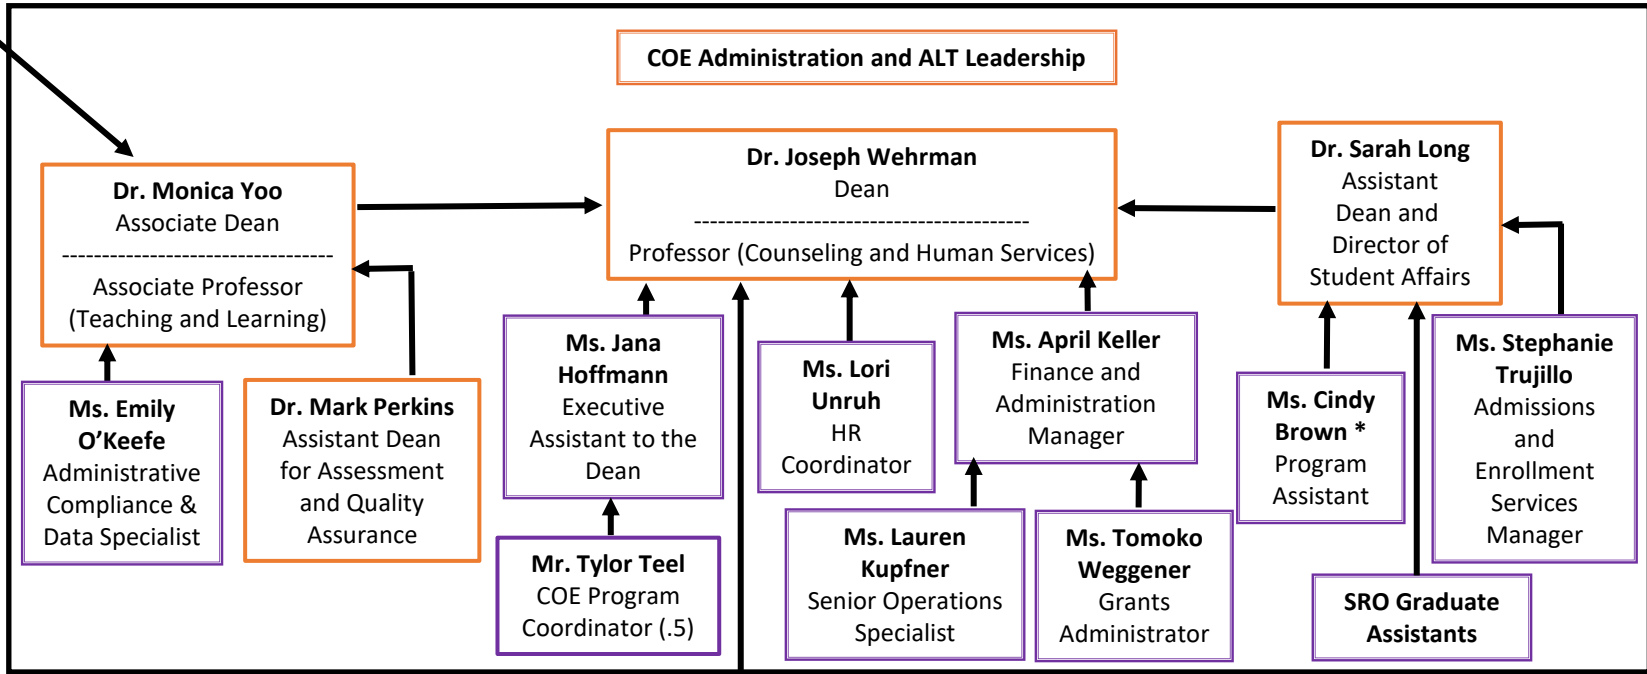 COE Administration and ALT Leadership
Dr. Monica Yoo
Associate Dean
----------------------------------
Associate Professor
(Teaching and Learning)
Dr. Joseph Wehrman
Dean
------------------------------------------
Professor (Counseling and Human Services)
Dr. Sarah Long
Assistant
Dean and
Director of
Student Affairs
Ms. Emily
O’Keefe
Administrative
Compliance &
Data Specialist
Dr. Mark Perkins
Assistant Dean
for Assessment
and Quality
Assurance
Ms. Jana
Hoffmann
Executive
Assistant to the
Dean
Mr. Tylor Teel
COE Program
Coordinator (.5)
Ms. Lori
Unruh
HR
Coordinator
Ms. April Keller
Finance and
Administration
Manager
Ms. Lauren
Kupfner
Senior Operations
Specialist
Ms. Tomoko
Weggener
Grants
Administrator
Ms. Cindy
Brown *
Program
Assistant
SRO Graduate
Assistants
Ms. Stephanie
Trujillo
Admissions
and
Enrollment
Services
Manager